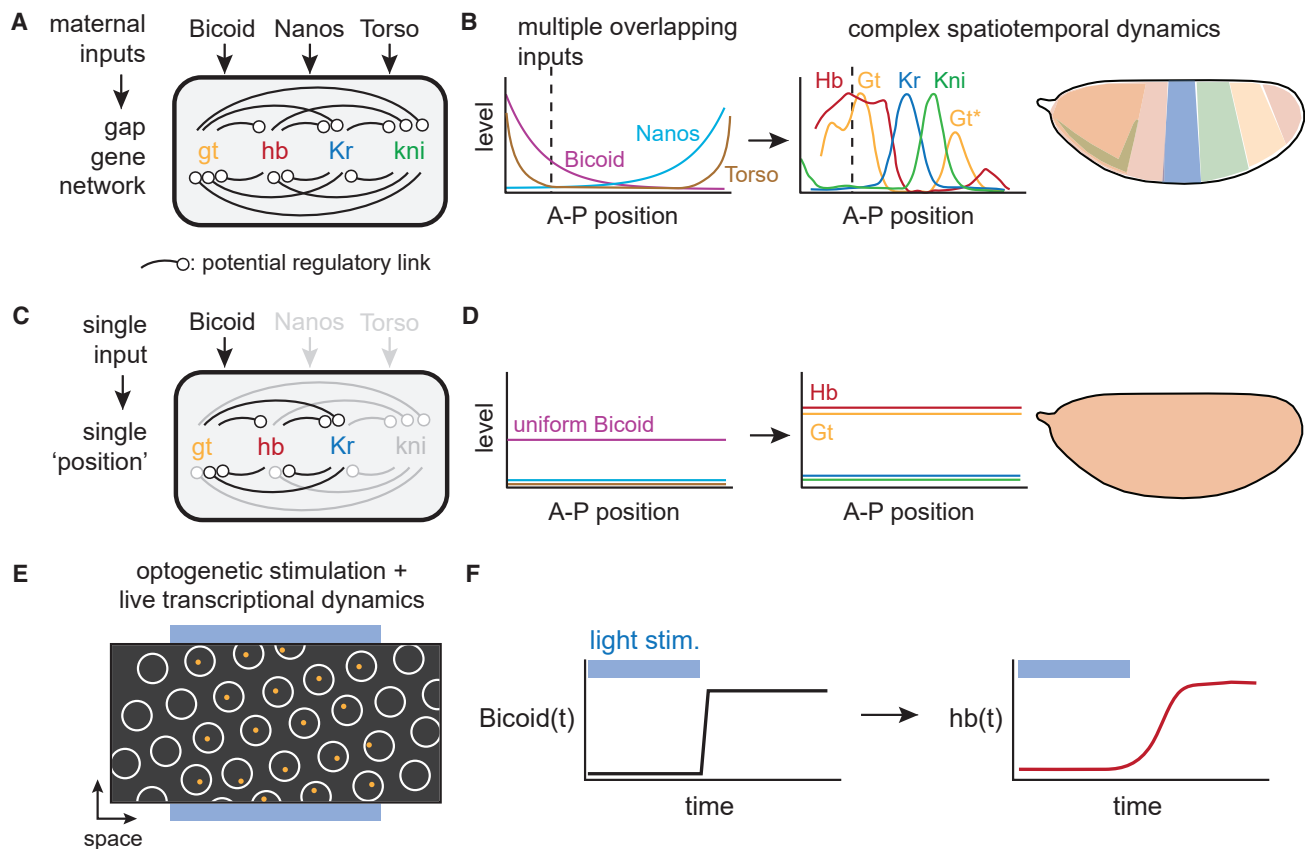 A
maternal
inputs
gap
gene
network
Bicoid Nanos Torso
gt hb Kr kni
: potential regulatory link
B
multiple overlapping
inputs
complex spatiotemporal dynamics
level
Nanos
Bicoid
Torso
A-P position
Hb Gt Kr Kni
Gt*
A-P position
C
single
input
single
‘position’
Bicoid Nanos Torso
gt hb Kr kni
D
level
uniform Bicoid
A-P position
Hb
Gt
A-P position
E
optogenetic stimulation +
live transcriptional dynamics
space
F
light stim.
Bicoid(t)
time
hb(t)
time